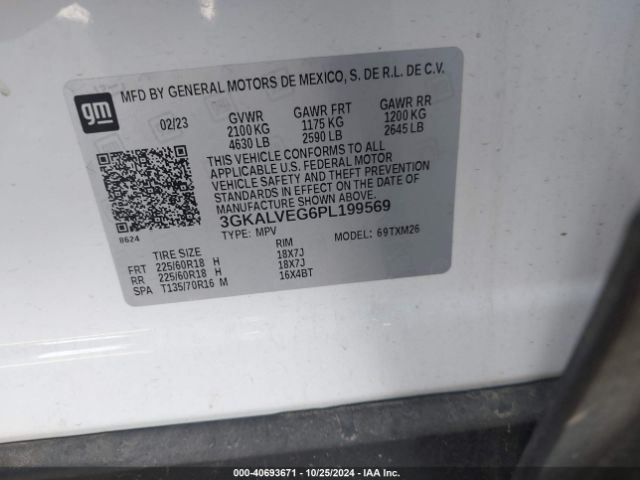 gm
MFD BY GENERAL MOTORS DE MEXICO, S. DE R.L. DE C.V.
02/23 GVWR GAWR FRT GAWR RR
2100 KG 1175 KG 1200 KG
4630 LB 2590 LB 2645 LB
THIS VEHICLE CONFORMS TO ALL
APPLICABLE U.S. FEDERAL MOTOR
VEHICLE SAFETY AND THEFT PREVENTION
STANDARDS IN EFFECT ON THE DATE OF
MANUFACTURE SHOWN ABOVE.
3GKALVEG6PL199569
8624
TYPE: MPV MODEL: 69TXM26
TIRE SIZE RIM
FRT 225/60R18 H 18X7J
RR 225/60R18 H 18X7J
SPA T135/70R16 M 16X4BT
000-40693671 - 10/25/2024 - IAA Inc.